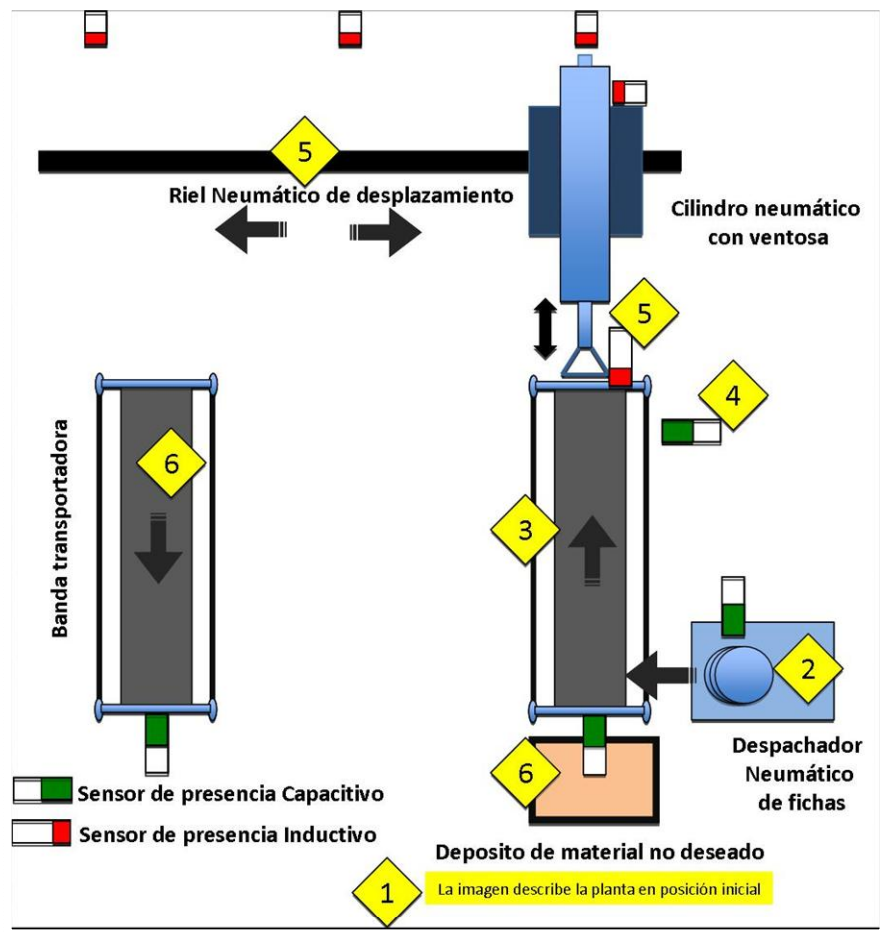 5
Riel Neumático de desplazamiento
Cilindro neumático
con ventosa
5
4
Banda transportadora
6
3
2
Despachador
Neumático
de fichas
6
Sensor de presencia Capacitivo
Sensor de presencia Inductivo
Deposito de material no deseado
1
La imagen describe la planta en posición inicial